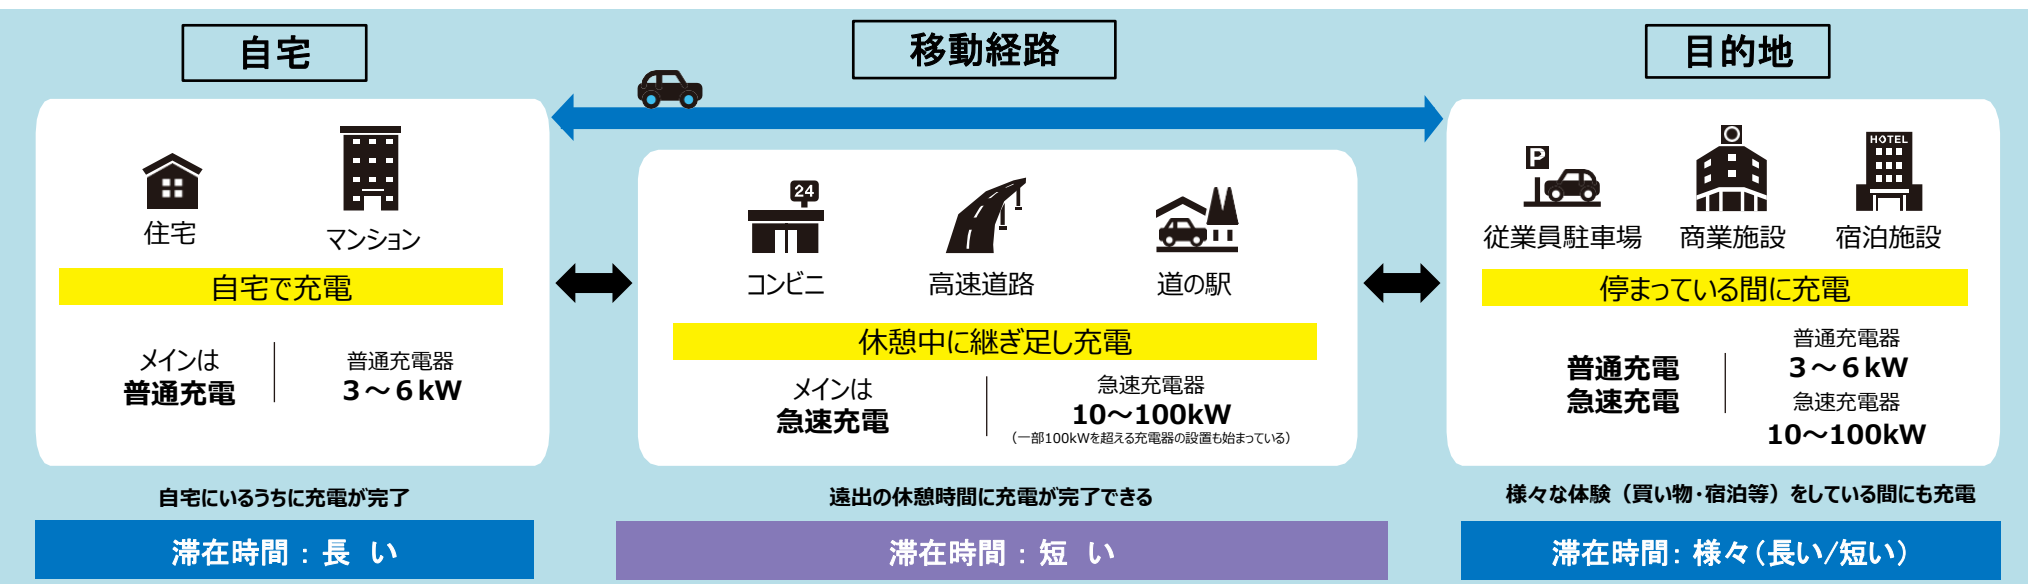 自宅
住宅
マンション
自宅で充電
メインは
普通充電
普通充電器
3～6kW
自宅にいるうちに充電が完了
滞在時間：長 い
移動経路
24
コンビニ
高速道路
道の駅
休憩中に継ぎ足し充電
メインは
急速充電
急速充電器
10～100kW
（一部100kWを超える充電器の設置も始まっている）
遠出の休憩時間に充電が完了できる
滞在時間：短 い
目的地
P
HOTEL
従業員駐車場
商業施設
宿泊施設
停まっている間に充電
普通充電
急速充電
普通充電器
3～6kW
急速充電器
10～100kW
様々な体験（買い物・宿泊等）をしている間にも充電
滞在時間：様々（長い/短い）